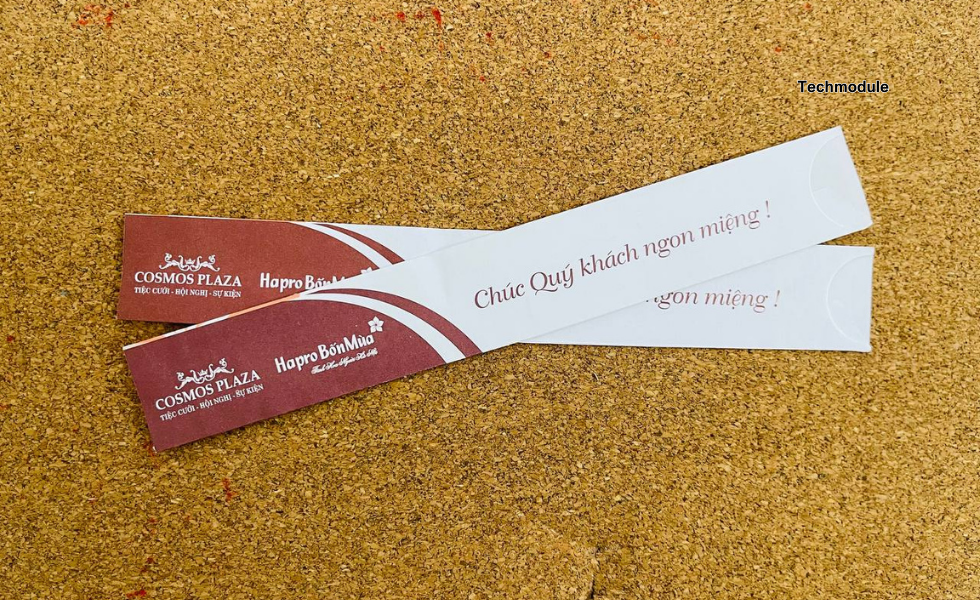 Techmodule
COSMOS PLAZA
TIỆC CƯỚI - HỘI NGHỊ - SỰ KIỆN
Hapro Bốn
ngon miệng !
COSMOS PLAZA
TIỆC CƯỚI - HỘI NGHỊ - SỰ KIỆN
Hapro Bốn Mùa
Chúc Quý khách ngon miệng !